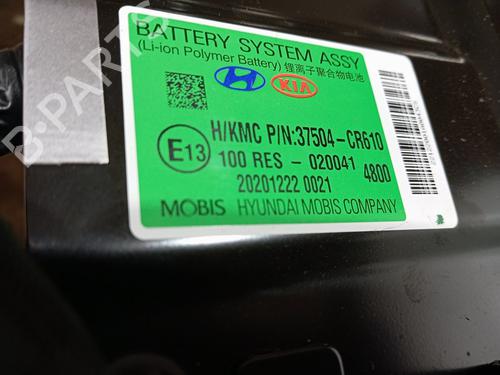 BATTERY SYSTEM ASSY
(Li-ion Polymer Battery) 锂离子聚合物电池
HYUNDAI KIA
H/KMC P/N:37504-CR610
E13 100 RES - 020041 4800
20201222 0021
MOBIS HYUNDAI MOBIS COMPANY
B-PARTS